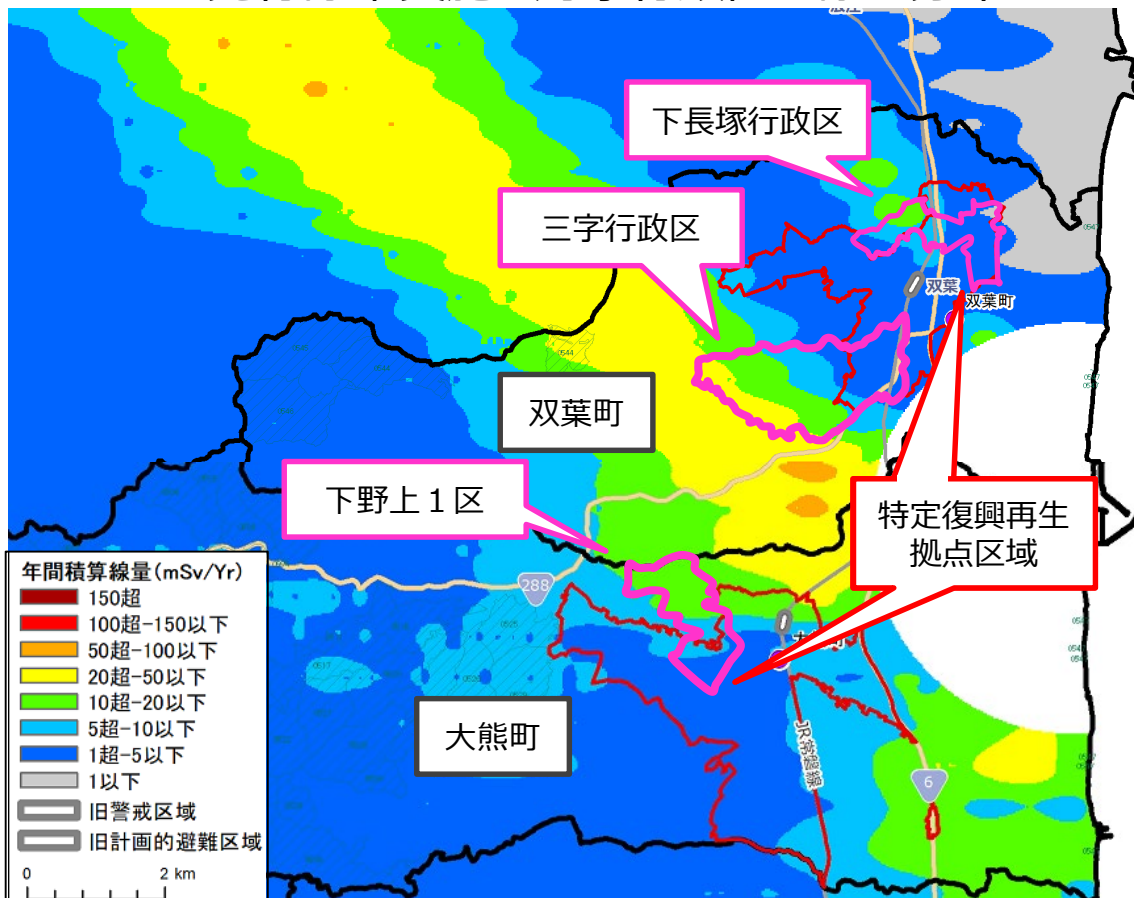 下長塚行政区
三字行政区
双葉
双葉町
双葉町
下野上１区
特定復興再生
拠点区域
288
大熊町
JR常磐線
6
年間積算線量(mSv/Yr)
150超
100超-150以下
50超-100以下
20超-50以下
10超-20以下
5超-10以下
1超-5以下
1以下
旧警戒区域
旧計画的避難区域
0
2 km